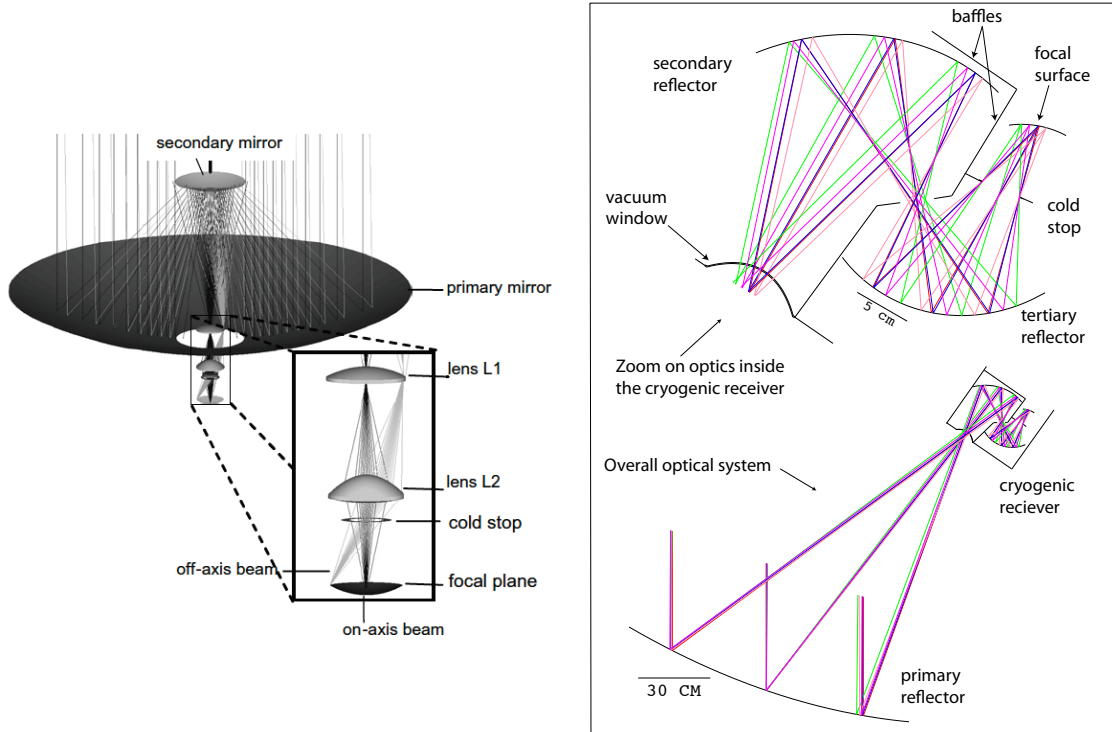 secondary mirror
primary mirror
lens L1
lens L2
cold stop
off-axis beam
focal plane
on-axis beam
baffles
secondary
reflector
focal
surface
vacuum
window
cold
stop
5 cm
tertiary
reflector
Zoom on optics inside
the cryogenic receiver
Overall optical system
cryogenic
reciever
primary
reflector
30 CM